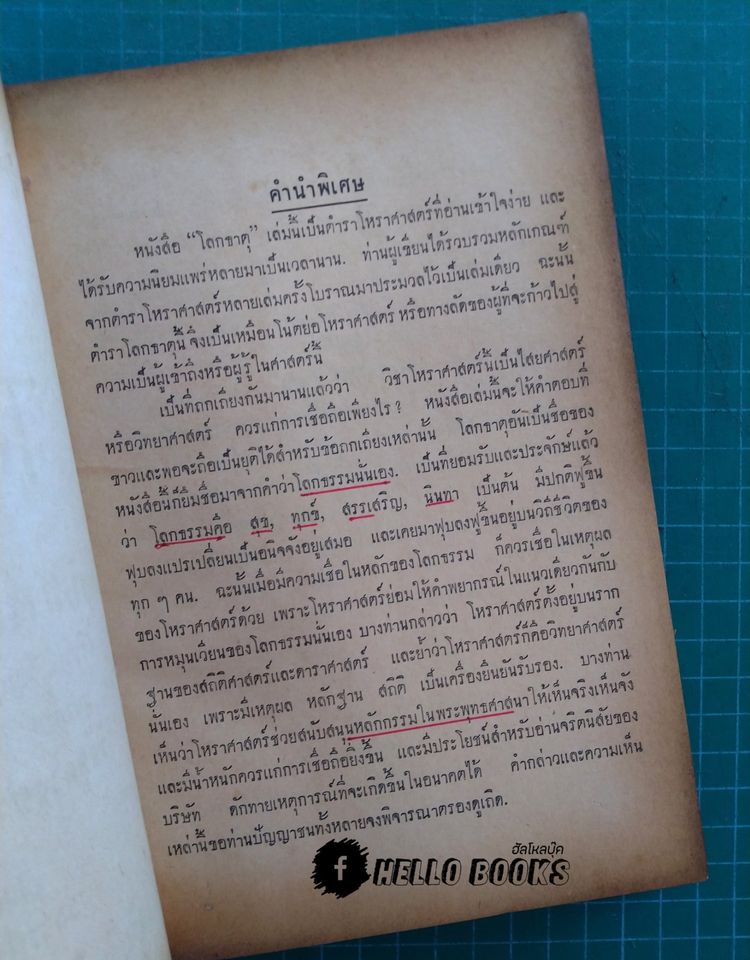 คำนำพิเศษ
หนังสือ “โลกธาตุ” เล่มนี้เป็นตำราโหราศาสตร์ที่อ่านเข้าใจง่าย และ
ได้รับความนิยมแพร่หลายมาเป็นเวลานาน. ท่านผู้เขียนได้รวบรวมหลักเกณฑ์
จากตำราโหราศาสตร์หลายเล่มครั้งโบราณมาประมวลไว้เป็นเล่มเดียว ฉะนั้น
ตำราโลกธาตุนี้ จึงเป็นเหมือนโน้ตย่อโหราศาสตร์ หรือทางลัดของผู้ที่จะก้าวไปสู่
ความเป็นผู้เข้าถึงหรือผู้รู้ในศาสตร์นี้
เป็นที่ถกเถียงกันมานานแล้วว่า วิชาโหราศาสตร์นี้เป็นไสยศาสตร์
หรือวิทยาศาสตร์ ควรแก่การเชื่อถือเพียงไร ? หนังสือเล่มนี้จะให้คำตอบที่
ขาวและพอจะถือเป็นยุติได้สำหรับข้อถกเถียงเหล่านั้น โลกธาตุอันเป็นชื่อของ
หนังสือนี้ก็ยืมชื่อมาจากคำว่าโลกธรรมนั่นเอง. เป็นที่ยอมรับและประจักษ์แล้ว
ว่า โลกธรรมคือ สุข, ทุกข์, สรรเสริญ, นินทา เป็นต้น มีปกติฟูขึ้น
ฟุบลงแปรเปลี่ยนเป็นอนิจจังอยู่เสมอ และเคยมาฟุบลงฟูขึ้นอยู่บนวิถีชีวิตของ
ทุก ๆ คน. ฉะนั้นเมื่อมีความเชื่อในหลักของโลกธรรม ก็ควรเชื่อในเหตุผล
ของโหราศาสตร์ด้วย เพราะโหราศาสตร์ย่อมให้คำพยากรณ์ในแนวเดียวกันกับ
การหมุนเวียนของโลกธรรมนั่นเอง บางท่านกล่าวว่า โหราศาสตร์ตั้งอยู่บนราก
ฐานของสถิติศาสตร์และดาราศาสตร์ และย้ำว่าโหราศาสตร์ก็คือวิทยาศาสตร์
นั่นเอง เพราะมีเหตุผล หลักฐาน สถิติ เป็นเครื่องยืนยันรับรอง. บางท่าน
เห็นว่าโหราศาสตร์ช่วยสนับสนุนหลักกรรมในพระพุทธศาสนาให้เห็นจริงเห็นจัง
และมีน้ำหนักควรแก่การเชื่อถือยิ่งขึ้น และมีประโยชน์สำหรับอ่านจริตนิสัยของ
บริษัท ดักทายเหตุการณ์ที่จะเกิดขึ้นในอนาคตได้ คำกล่าวและความเห็น
เหล่านี้ขอท่านปัญญาชนทั้งหลายจงพิจารณาตรองดูเถิด.
ฮัลโหลบุ๊ค
f HELLO BOOKS